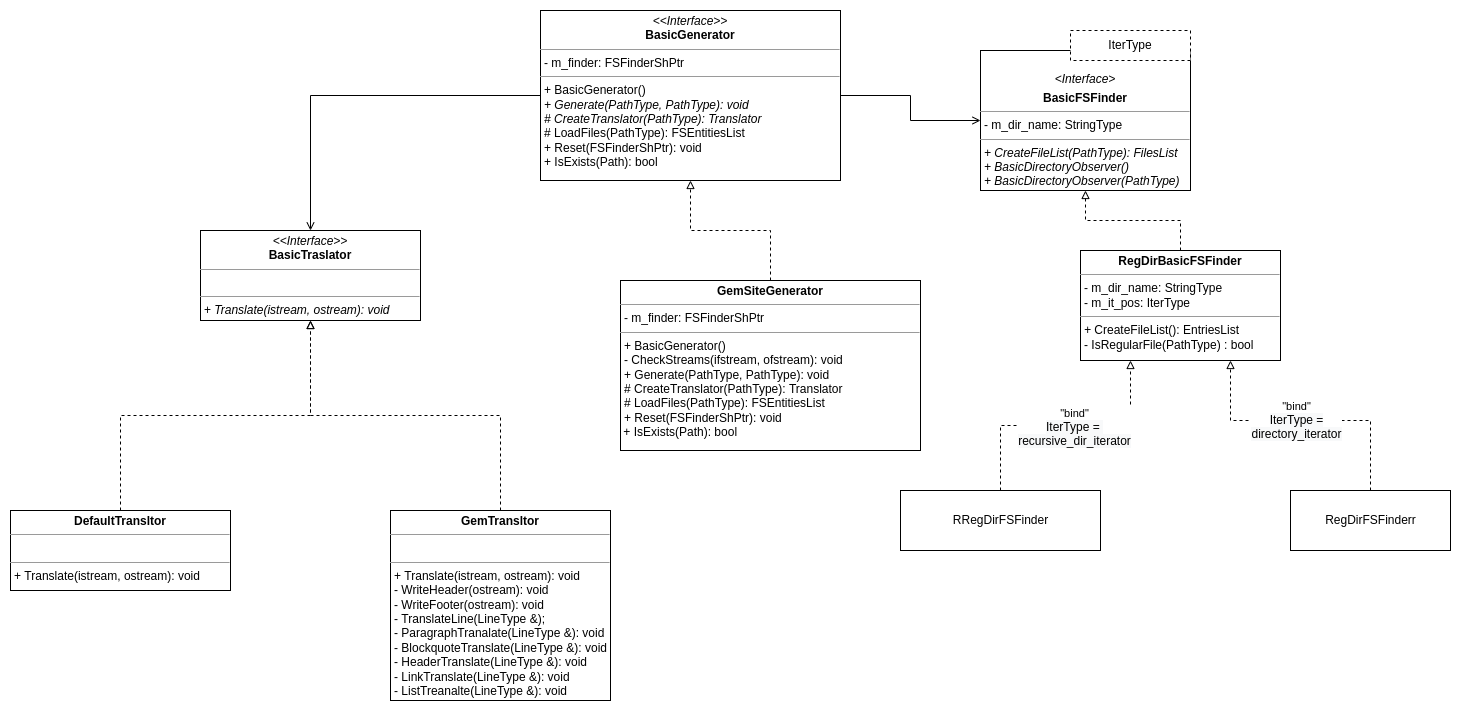 <<Interface>>
BasicGenerator
- m_finder: FSFinderShPtr
+ BasicGenerator()
+ Generate(PathType, PathType): void
# CreateTranslator(PathType): Translator
# LoadFiles(PathType): FSEntitiesList
+ Reset(FSFinderShPtr): void
+ IsExists(Path): bool
IterType
<Interface>
BasicFSFinder
- m_dir_name: StringType
+ CreateFileList(PathType): FilesList
+ BasicDirectoryObserver()
+ BasicDirectoryObserver(PathType)
<<Interface>>
BasicTraslator
+ Translate(istream, ostream): void
GemSiteGenerator
- m_finder: FSFinderShPtr
+ BasicGenerator()
- CheckStreams(ifstream, ofstream): void
+ Generate(PathType, PathType): void
# CreateTranslator(PathType): Translator
# LoadFiles(PathType): FSEntitiesList
+ Reset(FSFinderShPtr): void
+ IsExists(Path): bool
RegDirBasicFSFinder
- m_dir_name: StringType
- m_it_pos: IterType
+ CreateFileList(): EntriesList
- IsRegularFile(PathType) : bool
"bind"
IterType =
recursive_dir_iterator
"bind"
IterType =
directory_iterator
RRegDirFSFinder
RegDirFSFinderr
DefaultTransltor
+ Translate(istream, ostream): void
GemTransltor
+ Translate(istream, ostream): void
- WriteHeader(ostream): void
- WriteFooter(ostream): void
- TranslateLine(LineType &);
- ParagraphTranalate(LineType &): void
- BlockquoteTranslate(LineType &): void
- HeaderTranslate(LineType &): void
- LinkTranslate(LineType &): void
- ListTreanalte(LineType &): void